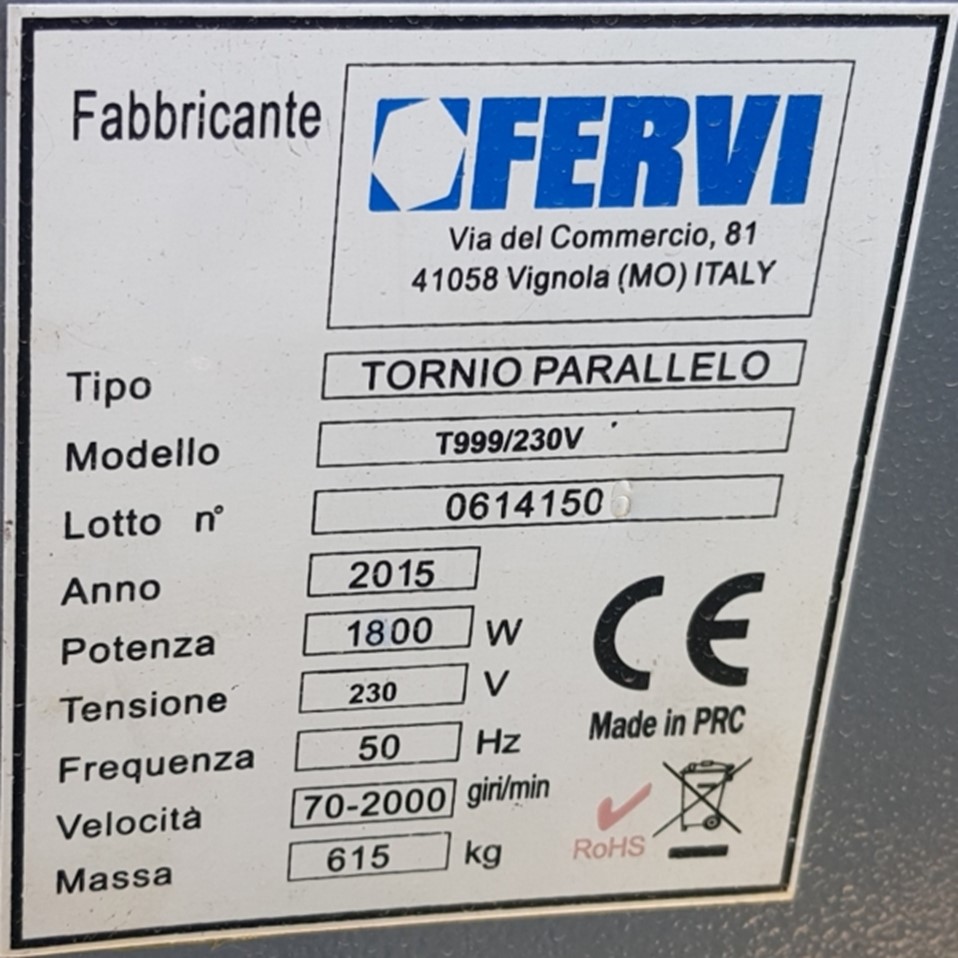 Fabbricante
FERVI
Via del Commercio, 81
41058 Vignola (MO) ITALY
Tipo TORNIO PARALLELO
Modello T999/230V
Lotto n° 06141506
Anno 2015
Potenza 1800 W
Tensione 230 V
Frequenza 50 Hz
Velocità 70-2000 giri/min
Massa 615 kg
CE
Made in PRC
RoHS